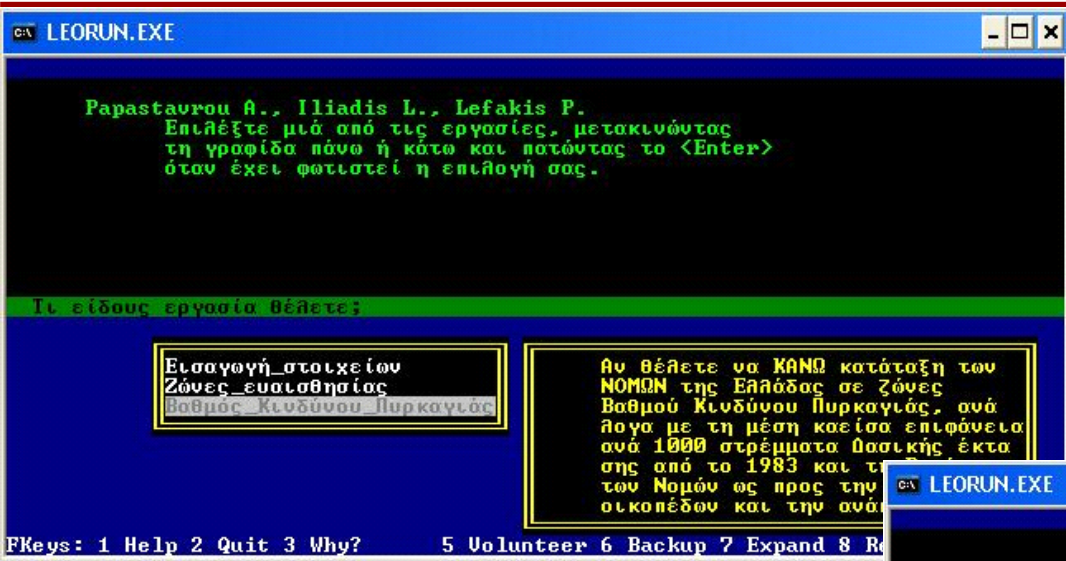 LEORUN.EXE
Papastavrou A., Iliadis L., Lefakis P.
Επιλέξτε μιά από τις εργασίες, μετακινώντας
τη γραφίδα πάνω ή κάτω και πατώντας το <Enter>
όταν έχει φωτιστεί η επιλογή σας.
Τι είδους εργασία θέλετε;
Εισαγωγή_στοιχείων
Ζώνες_ευαισθησίας
Βαθμός_Κινδύνου_Πυρκαγιάς
Αν θέλετε να ΚΑΝΩ κατάταξη των
ΝΟΜΩΝ της Ελλάδας σε ζώνες
Βαθμού Κινδύνου Πυρκαγιάς, ανά
λογα με τη μέση καείσα επιφάνεια
ανά 1000 στρέμματα Δασικής έκτα
σης από το 1983 και
των Νομών ως προς την
οικοπέδων και την
LEORUN.EXE
FKeys: 1 Help 2 Quit 3 Why? 5 Volunteer 6 Backup 7 Expand 8